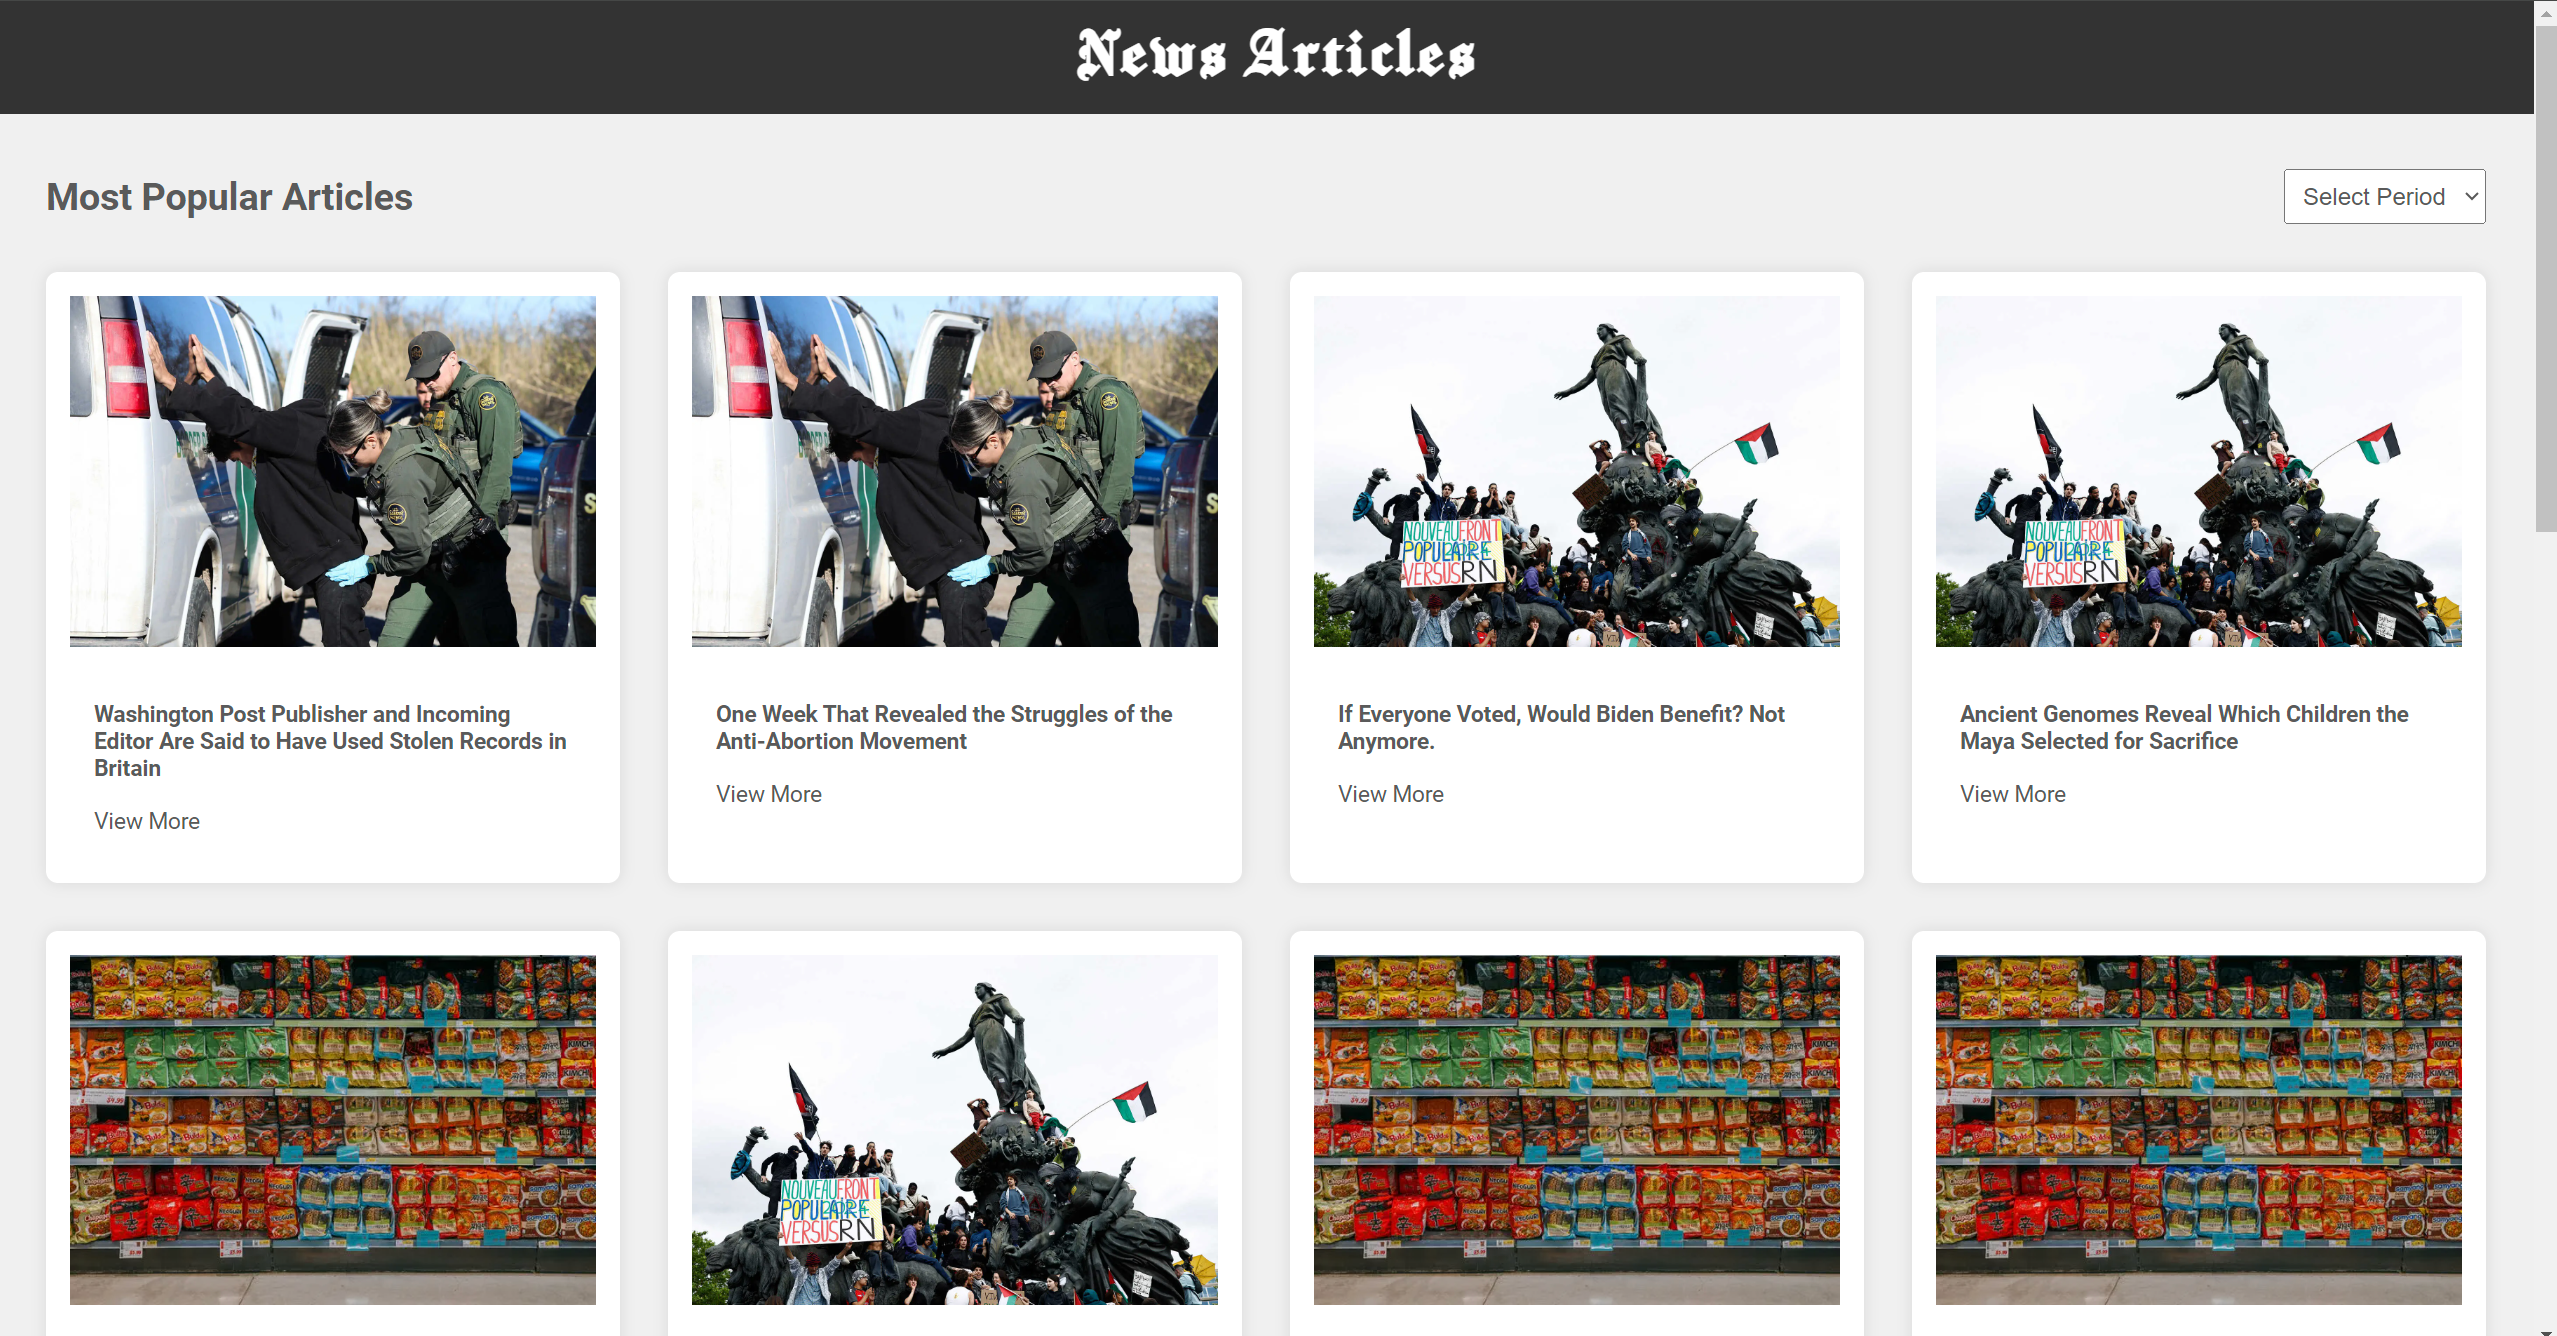 News Articles
Most Popular Articles
Select Period
NOUVEAU FRONT
POPULAIRE
VERSUS RN
NOUVEAU FRONT
POPULAIRE
VERSUS RN
Washington Post Publisher and Incoming
Editor Are Said to Have Used Stolen Records in
Britain
View More
One Week That Revealed the Struggles of the
Anti-Abortion Movement
View More
If Everyone Voted, Would Biden Benefit? Not
Anymore.
View More
Ancient Genomes Reveal Which Children the
Maya Selected for Sacrifice
View More
NOUVEAU FRONT
POPULAIRE
VERSUS RN